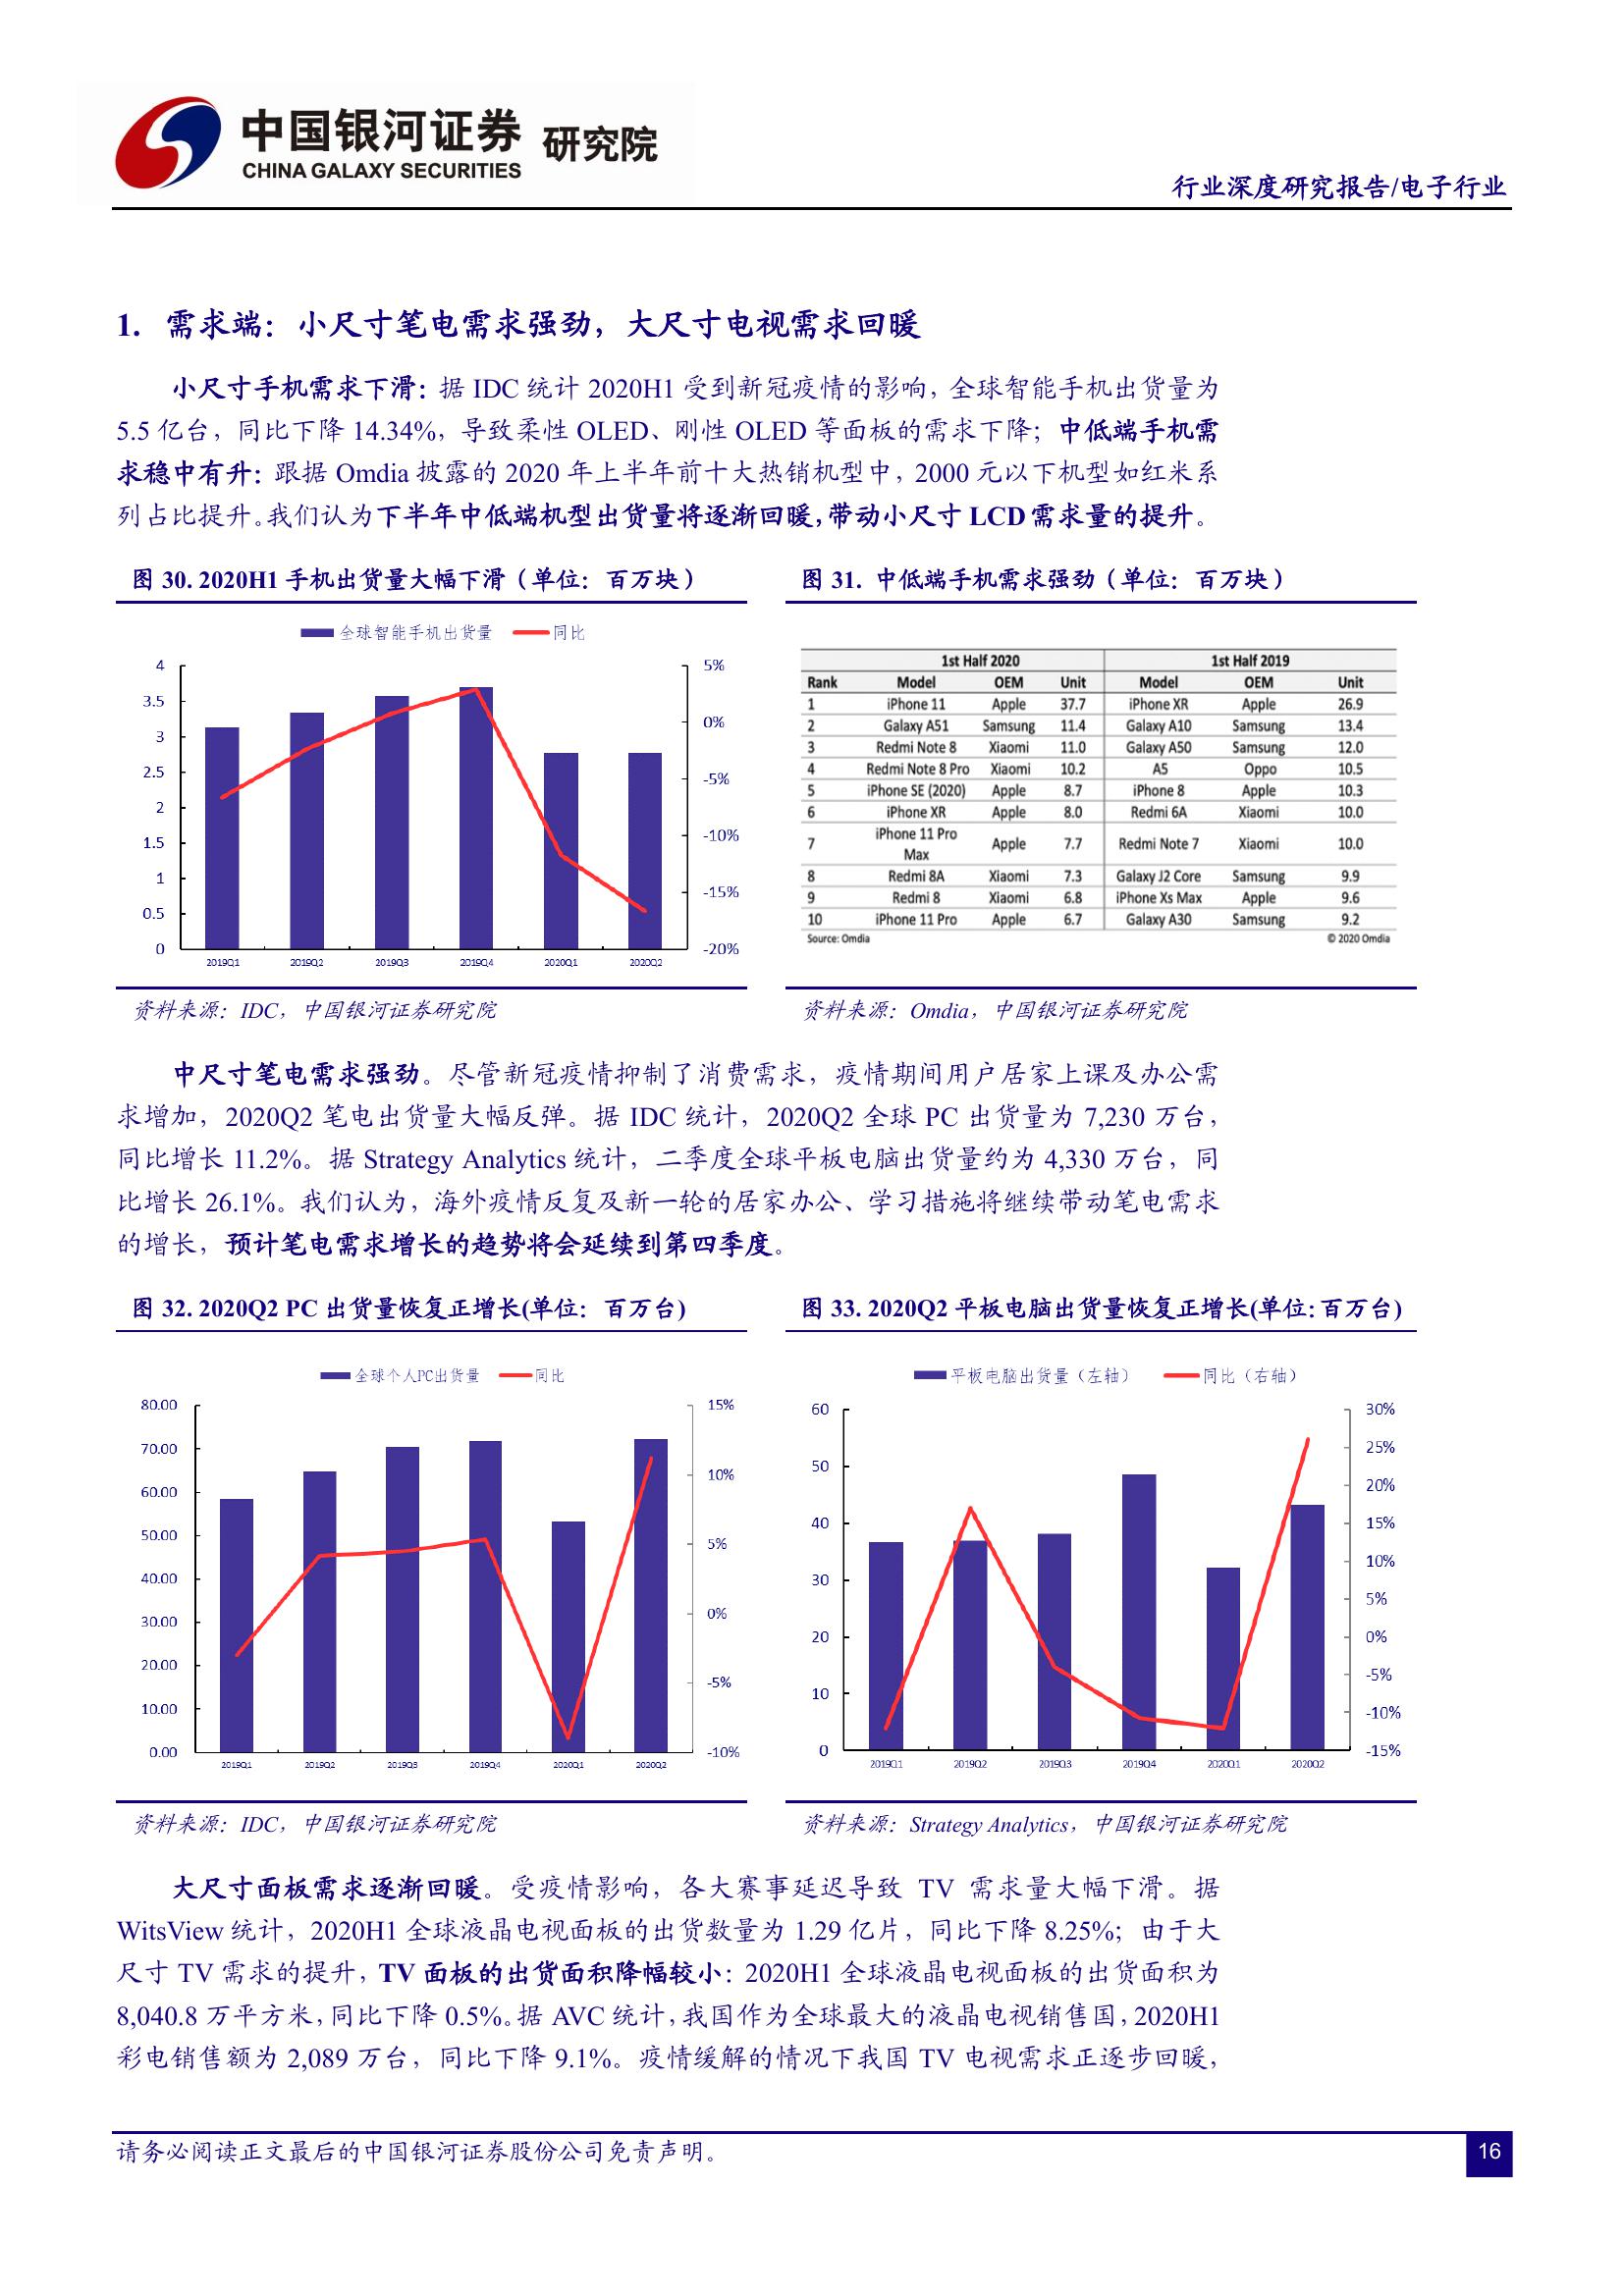 中国银河证券 研究院
CHINA GALAXY SECURITIES
行业深度研究报告/电子行业
1. 需求端：小尺寸笔电需求强劲，大尺寸电视需求回暖
小尺寸手机需求下滑：据 IDC 统计 2020H1 受到新冠疫情的影响，全球智能手机出货量为
5.5 亿台，同比下降 14.34%，导致柔性 OLED、刚性 OLED 等面板的需求下降；中低端手机需
求稳中有升：跟据 Omdia 披露的 2020 年上半年前十大热销机型中，2000 元以下机型如红米系
列占比提升。我们认为下半年中低端机型出货量将逐渐回暖，带动小尺寸 LCD 需求量的提升。
图 30. 2020H1 手机出货量大幅下滑（单位：百万块）
全球智能手机出货量 同比
4
3.5
3
2.5
2
1.5
1
0.5
0
5%
0%
-5%
-10%
-15%
-20%
2019Q1 2019Q2 2019Q3 2019Q4 2020Q1 2020Q2
资料来源：IDC，中国银河证券研究院
图 31. 中低端手机需求强劲（单位：百万块）
1st Half 2020 1st Half 2019
Rank Model OEM Unit Model OEM Unit
1 iPhone 11 Apple 37.7 iPhone XR Apple 26.9
2 Galaxy A51 Samsung 11.4 Galaxy A10 Samsung 13.4
3 Redmi Note 8 Xiaomi 11.0 Galaxy A50 Samsung 12.0
4 Redmi Note 8 Pro Xiaomi 10.2 A5 Oppo 10.5
5 iPhone SE (2020) Apple 8.7 iPhone 8 Apple 10.3
6 iPhone XR Apple 8.0 Redmi 6A Xiaomi 10.0
7 iPhone 11 Pro Max Apple 7.7 Redmi Note 7 Xiaomi 10.0
8 Redmi 8A Xiaomi 7.3 Galaxy J2 Core Samsung 9.9
9 Redmi 8 Xiaomi 6.8 iPhone Xs Max Apple 9.6
10 iPhone 11 Pro Apple 6.7 Galaxy A30 Samsung 9.2
Source: Omdia © 2020 Omdia
资料来源：Omdia，中国银河证券研究院
中尺寸笔电需求强劲。尽管新冠疫情抑制了消费需求，疫情期间用户居家上课及办公需
求增加，2020Q2 笔电出货量大幅反弹。据 IDC 统计，2020Q2 全球 PC 出货量为 7,230 万台，
同比增长 11.2%。据 Strategy Analytics 统计，二季度全球平板电脑出货量约为 4,330 万台，同
比增长 26.1%。我们认为，海外疫情反复及新一轮的居家办公、学习措施将继续带动笔电需求
的增长，预计笔电需求增长的趋势将会延续到第四季度。
图 32. 2020Q2 PC 出货量恢复正增长(单位：百万台)
全球个人PC出货量 同比
80.00
70.00
60.00
50.00
40.00
30.00
20.00
10.00
0.00
15%
10%
5%
0%
-5%
-10%
2019Q1 2019Q2 2019Q3 2019Q4 2020Q1 2020Q2
资料来源：IDC，中国银河证券研究院
图 33. 2020Q2 平板电脑出货量恢复正增长(单位：百万台)
平板电脑出货量（左轴） 同比（右轴）
60
50
40
30
20
10
0
30%
25%
20%
15%
10%
5%
0%
-5%
-10%
-15%
2019Q1 2019Q2 2019Q3 2019Q4 2020Q1 2020Q2
资料来源：Strategy Analytics，中国银河证券研究院
大尺寸面板需求逐渐回暖。受疫情影响，各大赛事延迟导致 TV 需求量大幅下滑。据
WitsView 统计，2020H1 全球液晶电视面板的出货数量为 1.29 亿片，同比下降 8.25%；由于大
尺寸 TV 需求的提升，TV 面板的出货面积降幅较小：2020H1 全球液晶电视面板的出货面积为
8,040.8 万平方米，同比下降 0.5%。据 AVC 统计，我国作为全球最大的液晶电视销售国，2020H1
彩电销售额为 2,089 万台，同比下降 9.1%。疫情缓解的情况下我国 TV 电视需求正逐步回暖，
请务必阅读正文最后的中国银河证券股份公司免责声明。
16